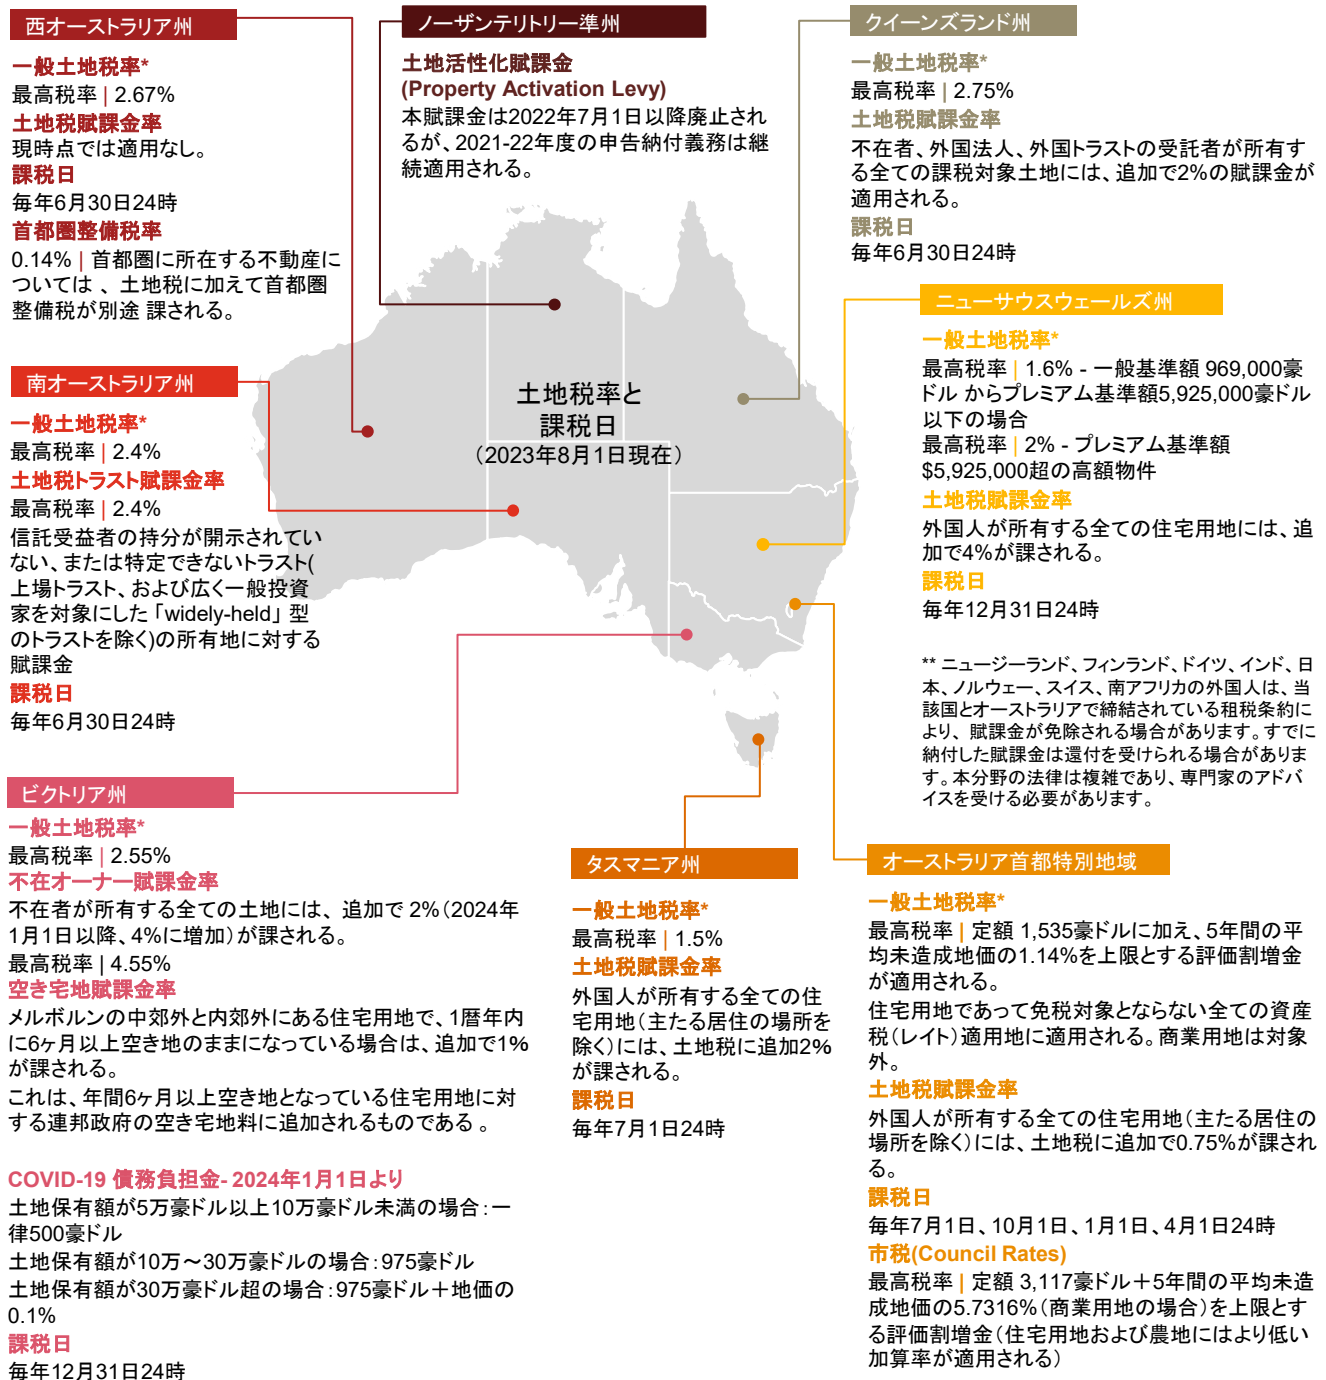 西オーストラリア州
一般土地税率*
最高税率 | 2.67%
土地税賦課金率
現時点では適用なし。
課税日
毎年6月30日24時
首都圏整備税率
0.14% | 首都圏に所在する不動産に
ついては 、 土地税に加えて首都圏
整備税が別途 課される。
ノーザンテリトリー準州
土地活性化賦課金
(Property Activation Levy)
本賦課金は2022年7月1日以降廃止され
るが、2021-22年度の申告納付義務は継
続適用される。
クイーンズランド州
一般土地税率*
最高税率 | 2.75%
土地税賦課金率
不在者、外国法人、外国トラストの受託者が所有す
る全ての課税対象土地には、追加で2%の賦課金が
適用される。
課税日
毎年6月30日24時
土地税率と
課税日
（2023年8月1日現在）
ニューサウスウェールズ州
一般土地税率*
最高税率 | 1.6% - 一般基準額 969,000豪
ドル からプレミアム基準額5,925,000豪ドル
以下の場合
最高税率 | 2% - プレミアム基準額
$5,925,000超の高額物件
土地税賦課金率
外国人が所有する全ての住宅用地には、追
加で4%が課される。
課税日
毎年12月31日24時
** ニュージーランド、フィンランド、ドイツ、インド、日
本、ノルウェー、スイス、南アフリカの外国人は、当
該国とオーストラリアで締結されている租税条約に
より、 賦課金が免除される場合があります。すでに
納付した賦課金は還付を受けられる場合がありま
す。本分野の法律は複雑であり、専門家のアドバ
イスを受ける必要があります。
南オーストラリア州
一般土地税率*
最高税率 | 2.4%
土地税トラスト賦課金率
最高税率 | 2.4%
信託受益者の持分が開示されてい
ない、または特定できないトラスト(
上場トラスト、および広く一般投資
家を対象にした 「widely-held」 型
のトラストを除く)の所有地に対する
賦課金
課税日
毎年6月30日24時
ビクトリア州
一般土地税率*
最高税率 | 2.55%
不在オーナー賦課金率
不在者が所有する全ての土地には、 追加で 2%（2024年
1月1日以降、4%に増加）が課される。
最高税率 | 4.55%
空き宅地賦課金率
メルボルンの中郊外と内郊外にある住宅用地で、1暦年内
に6ヶ月以上空き地のままになっている場合は、追加で1%
が課される。
これは、年間6ヶ月以上空き地となっている住宅用地に対
する連邦政府の空き宅地料に追加されるものである 。
COVID-19 債務負担金- 2024年1月1日より
土地保有額が5万豪ドル以上10万豪ドル未満の場合：一
律500豪ドル
土地保有額が10万～30万豪ドルの場合：975豪ドル
土地保有額が30万豪ドル超の場合：975豪ドル＋地価の
0.1%
課税日
毎年12月31日24時
タスマニア州
一般土地税率*
最高税率 | 1.5%
土地税賦課金率
外国人が所有する全ての住
宅用地（主たる居住の場所を
除く）には、土地税に追加2%
が課される。
課税日
毎年7月1日24時
オーストラリア首都特別地域
一般土地税率*
最高税率 | 定額 1,535豪ドルに加え、5年間の平
均未造成地価の1.14%を上限とする評価割増金
が適用される。
住宅用地であって免税対象とならない全ての資産
税（レイト）適用地に適用される。商業用地は対象
外。
土地税賦課金率
外国人が所有する全ての住宅用地（主たる居住の
場所を除く）には、土地税に追加で0.75%が課され
る。
課税日
毎年7月1日、10月1日、1月1日、4月1日24時
市税(Council Rates)
最高税率 | 定額 3,117豪ドル＋5年間の平均未造
成地価の5.7316%（商業用地の場合）を上限とす
る評価割増金（住宅用地および農地にはより低い
加算率が適用される）